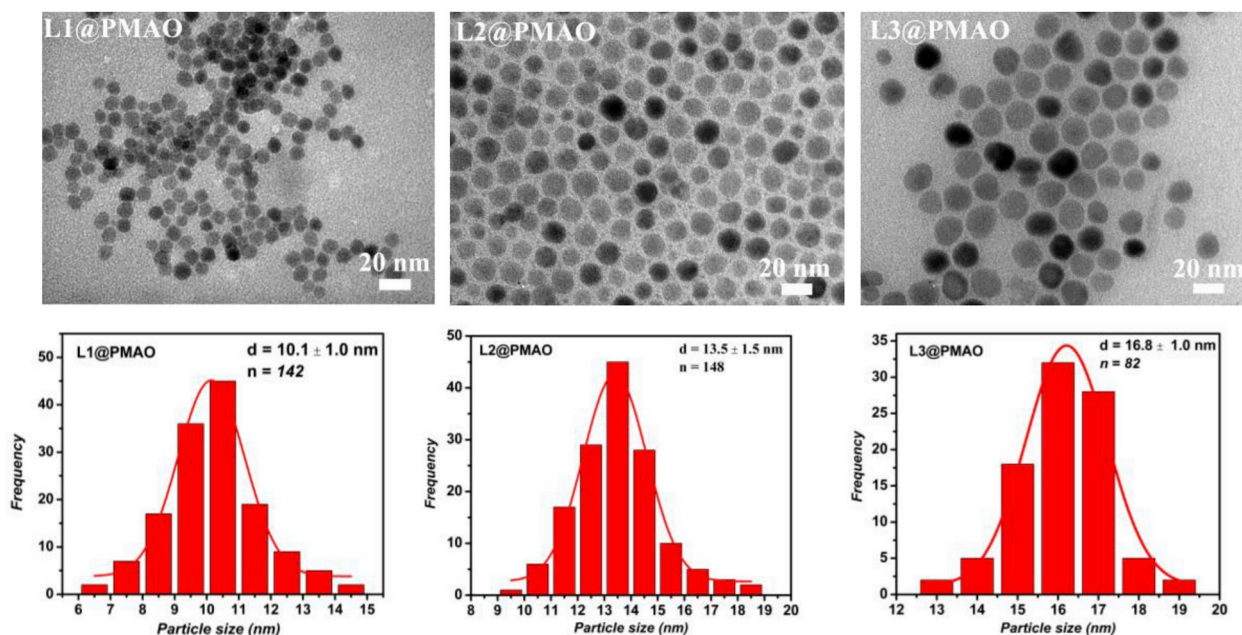 L1@PMAO
20 nm
L2@PMAO
20 nm
L3@PMAO
20 nm
L1@PMAO
d = 10.1 ± 1.0 nm
n = 142
50
40
30
20
10
0
Frequency
6 7 8 9 10 11 12 13 14 15
Particle size (nm)
L2@PMAO
d = 13.5 ± 1.5 nm
n = 148
50
40
30
20
10
0
Frequency
8 9 10 11 12 13 14 15 16 17 18 19 20
Particle size (nm)
L3@PMAO
d = 16.8 ± 1.0 nm
n = 82
35
30
25
20
15
10
5
0
Frequency
12 13 14 15 16 17 18 19 20
Particle size (nm)